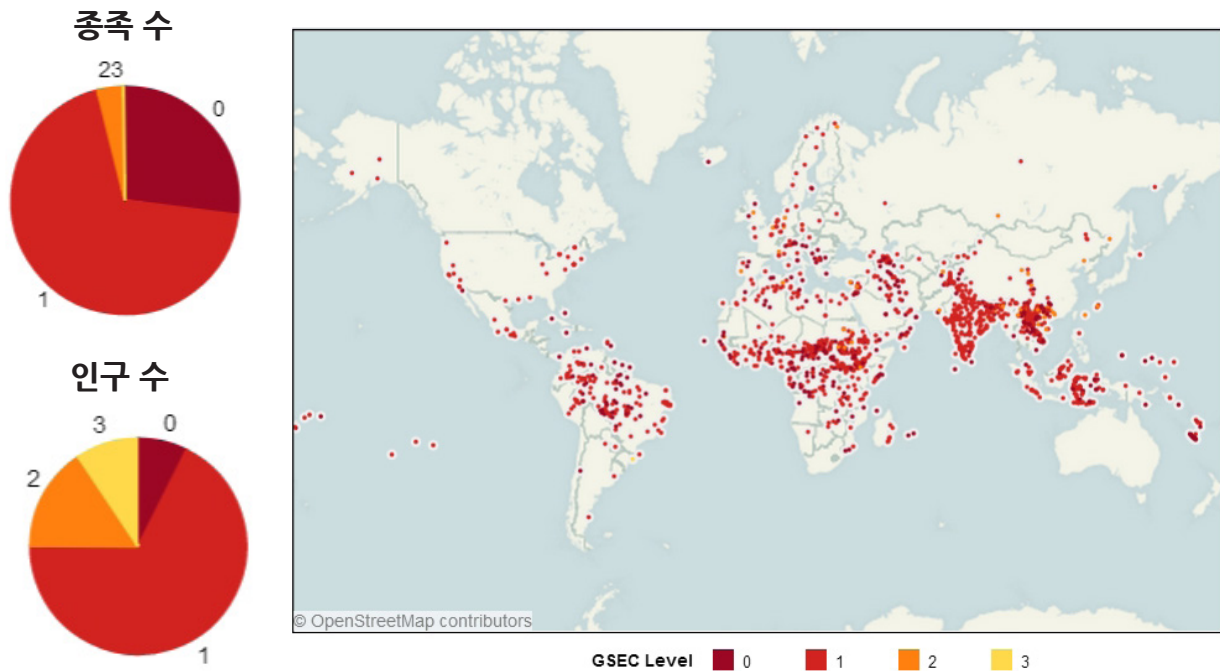 종족 수
23
0
1
인구 수
3
0
2
1
© OpenStreetMap contributors
GSEC Level 0 1 2 3